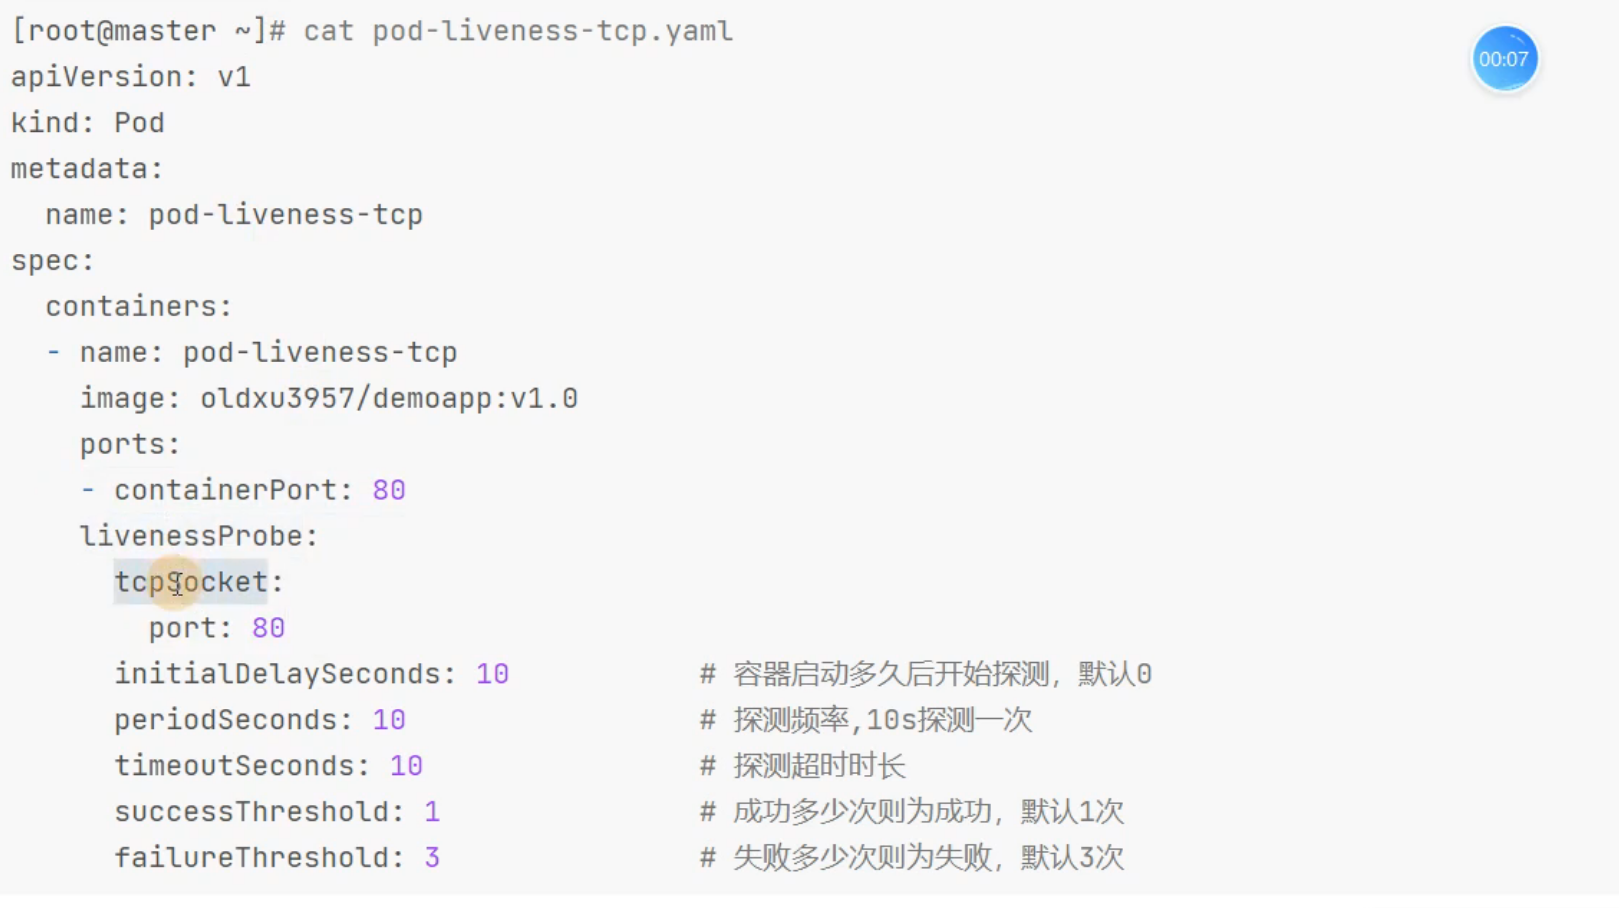 [root@master ~]# cat pod-liveness-tcp.yaml
00:07
apiVersion: v1
kind: Pod
metadata:
  name: pod-liveness-tcp
spec:
  containers:
  - name: pod-liveness-tcp
    image: oldxu3957/demoapp:v1.0
    ports:
    - containerPort: 80
    livenessProbe:
      tcpSocket:
        port: 80
      initialDelaySeconds: 10           # 容器启动多久后开始探测，默认0
      periodSeconds: 10                 # 探测频率,10s探测一次
      timeoutSeconds: 10                # 探测超时时长
      successThreshold: 1               # 成功多少次则为成功，默认1次
      failureThreshold: 3               # 失败多少次则为失败，默认3次